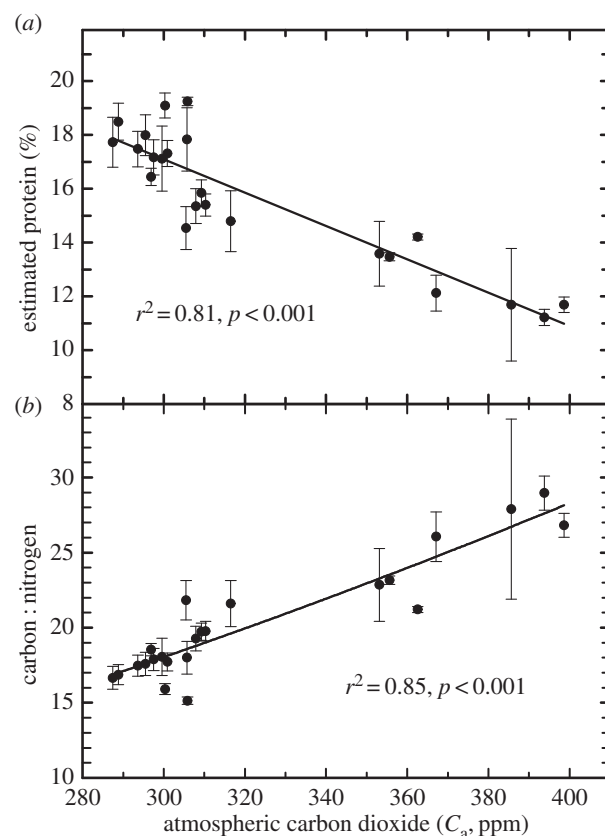 (a)
20
18
16
14
12
10
estimated protein (%)
r² = 0.81, p < 0.001
(b)
8
30
25
20
15
10
carbon : nitrogen
r² = 0.85, p < 0.001
280 300 320 340 360 380 400
atmospheric carbon dioxide (Cₐ, ppm)